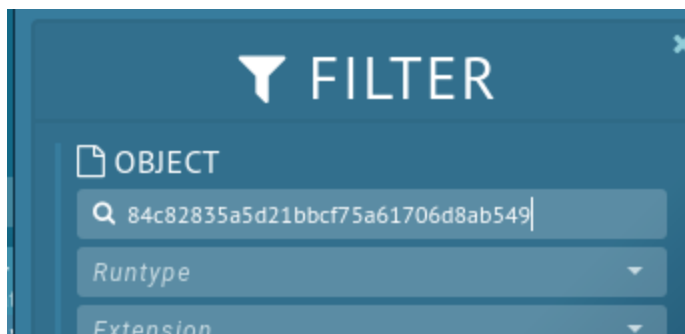 FILTER
OBJECT
84c82835a5d21bbcf75a61706d8ab549
Runtype
Extension